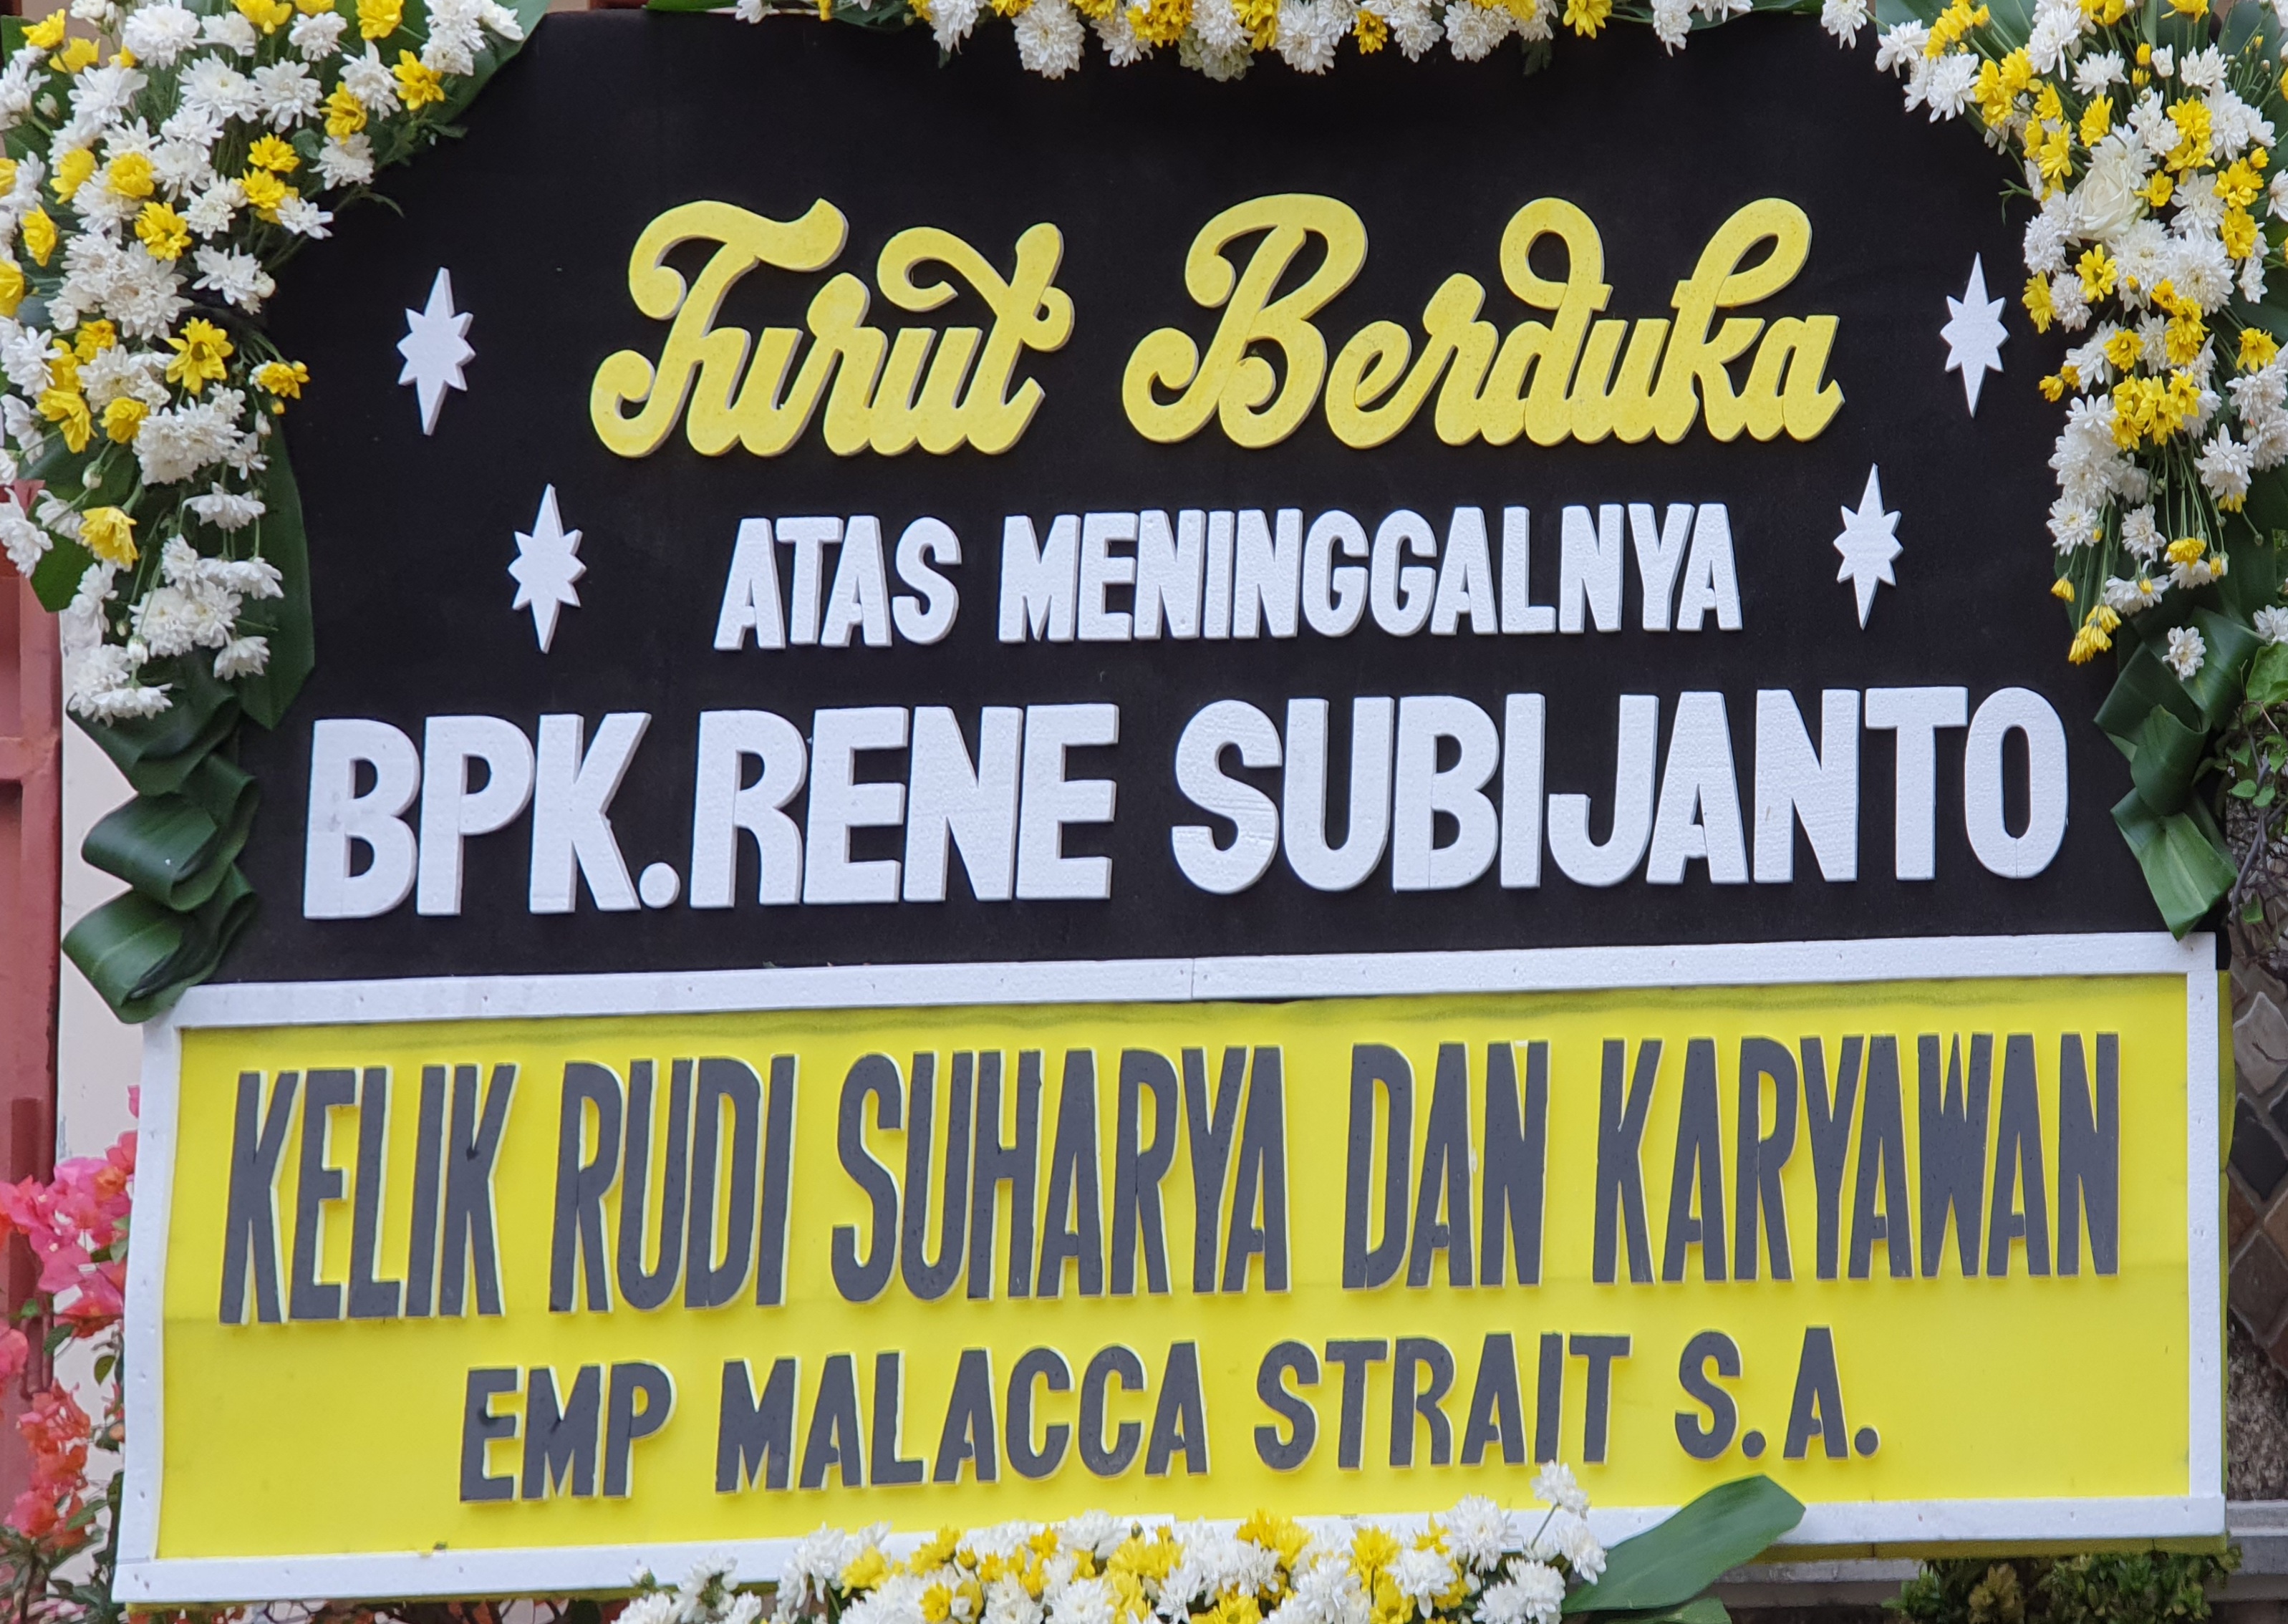 Turut Berduka
ATAS MENINGGALNYA
BPK.RENE SUBIJANTO
KELIK RUDI SUHARYA DAN KARYAWAN
EMP MALACCA STRAIT S.A.